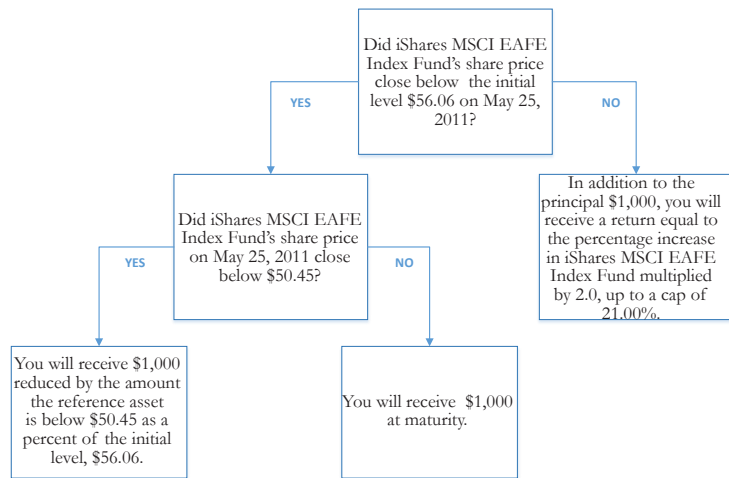 Did iShares MSCI EAFE
Index Fund's share price
close below the initial
level $56.06 on May 25,
2011?
YES
NO
Did iShares MSCI EAFE
Index Fund's share price
on May 25, 2011 close
below $50.45?
In addition to the
principal $1,000, you will
receive a return equal to
the percentage increase
in iShares MSCI EAFE
Index Fund multiplied
by 2.0, up to a cap of
21.00%.
YES
NO
You will receive $1,000
reduced by the amount
the reference asset
is below $50.45 as a
percent of the initial
level, $56.06.
You will receive $1,000
at maturity.